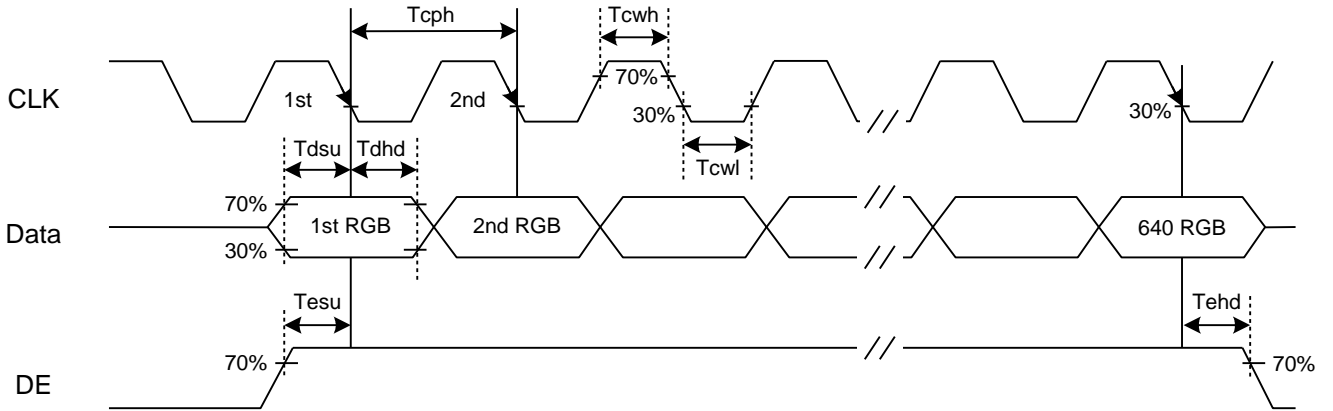 Tcph
Tcwh
CLK
1st
2nd
70%
30%
30%
Tcwl
Tdsu
Tdhd
Data
70%
30%
1st RGB
2nd RGB
640 RGB
Tesu
Tehd
DE
70%
70%